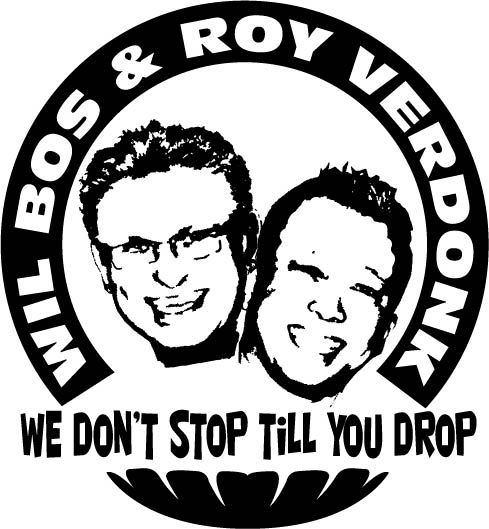 WIL BOS & ROY VERDONK
WE DON'T STOP TiLL YOU DROP